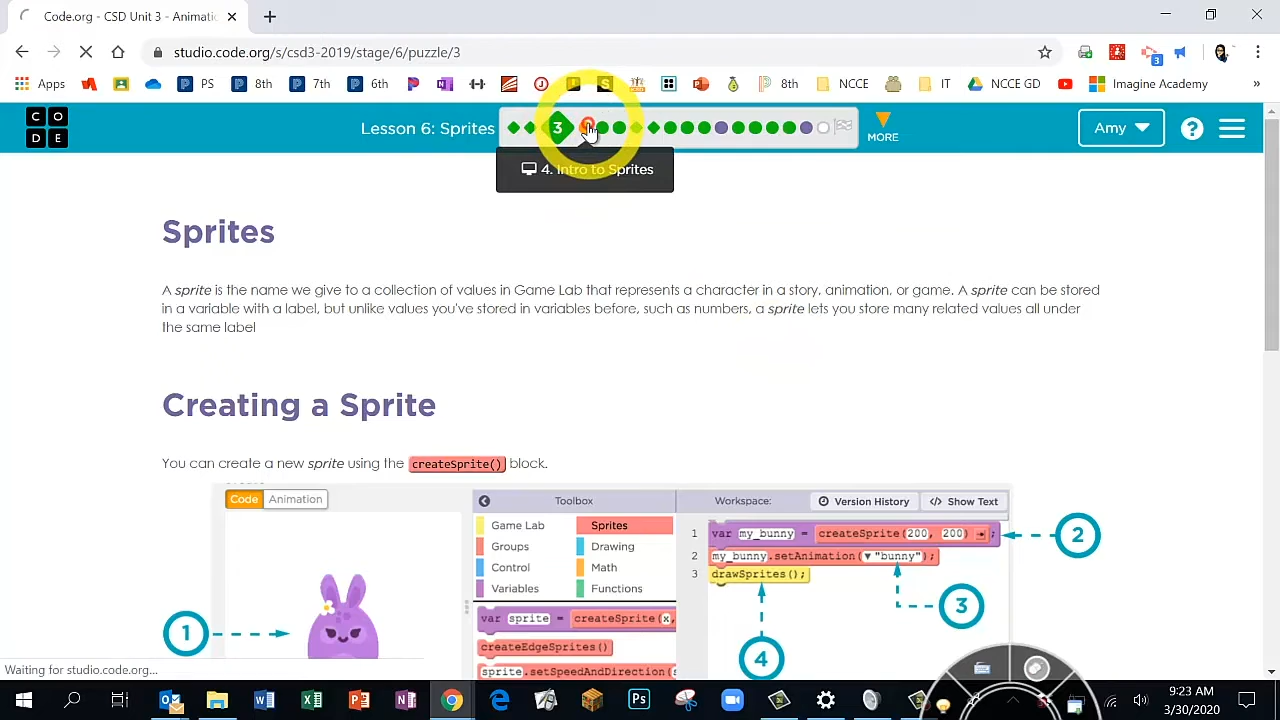 Code.org - CSD Unit 3 - Animatio
studio.code.org/s/csd3-2019/stage/6/puzzle/3
3
Apps
PS
8th
7th
6th
8th
NCCE
IT
NCCE GD
Imagine Academy
»
C O
D E
Lesson 6: Sprites
3
MORE
Amy
?
4. Intro to Sprites
Sprites
A sprite is the name we give to a collection of values in Game Lab that represents a character in a story, animation, or game. A sprite can be stored
in a variable with a label, but unlike values you've stored in variables before, such as numbers, a sprite lets you store many related values all under
the same label
Creating a Sprite
You can create a new sprite using the createSprite() block.
Code Animation
Toolbox
Workspace:
Version History
</> Show Text
Game Lab
Sprites
Groups
Drawing
Control
Math
Variables
Functions
1 var my_bunny = createSprite(200, 200) ;
2 my_bunny.setAnimation( "bunny");
3 drawSprites();
var sprite = createSprite(x,
createEdgeSprites()
sprite.setSpeedAndDirection(
1
2
3
4
Waiting for studio.code.org...
9:23 AM
3/30/2020